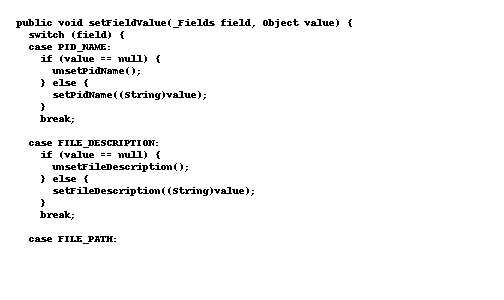 public void setFieldValue(_Fields field, Object value) {
  switch (field) {
  case PID_NAME:
    if (value == null) {
      unsetPidName();
    } else {
      setPidName((String)value);
    }
    break;

  case FILE_DESCRIPTION:
    if (value == null) {
      unsetFileDescription();
    } else {
      setFileDescription((String)value);
    }
    break;

  case FILE_PATH: